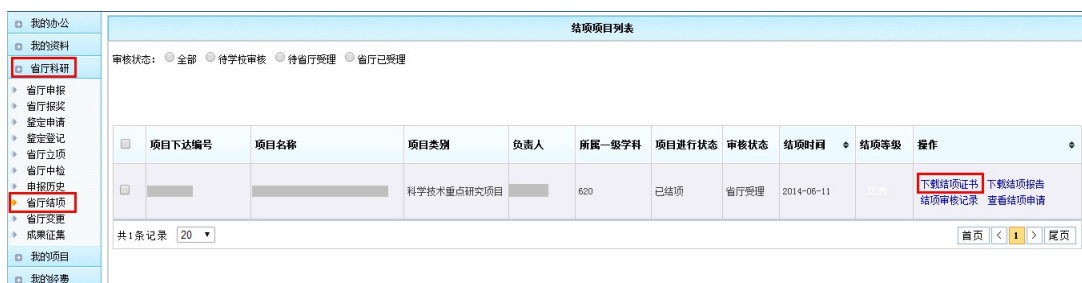 我的办公
我的资料
省厅科研
省厅申报
省厅报奖
鉴定申请
鉴定登记
省厅立项
省厅中检
申报历史
省厅结项
省厅变更
成果征集
我的项目
我的经费
结项项目列表
审核状态: 全部 待学校审核 待省厅受理 省厅已受理
项目下达编号 项目名称 项目类别 负责人 所属一级学科 项目进行状态 审核状态 结项时间 结项等级 操作
科学技术重点研究项目 620 已结项 省厅受理 2014-06-11 下载结项证书 下载结项报告
结项审核记录 查看结项申请
共1条记录 20 首页 < 1 > 尾页